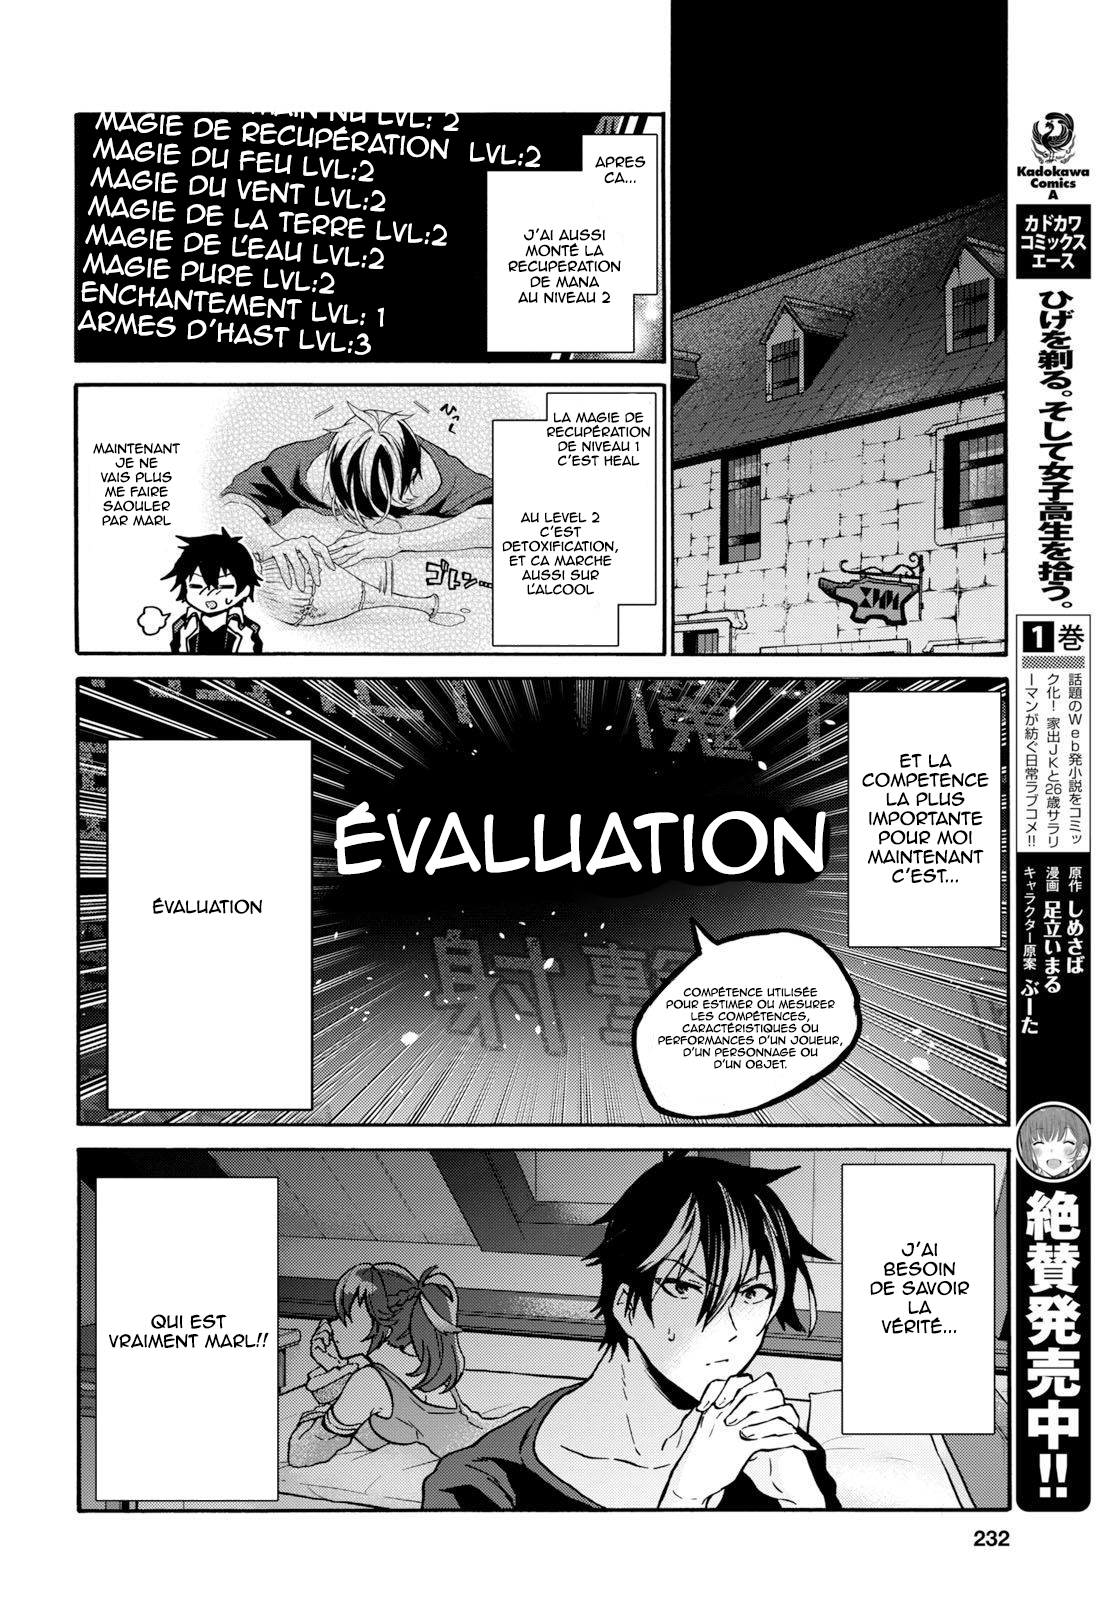 APRES
CA...
J'AI AUSSI
MONTÉ LA
RECUPERATION
DE MANA
AU NIVEAU 2
MAIN NU LVL: 2
MAGIE DE RECUPÉRATION LVL:2
MAGIE DU FEU LVL:2
MAGIE DU VENT LVL:2
MAGIE DE LA TERRE LVL:2
MAGIE DE L'EAU LVL:2
MAGIE PURE LVL:2
ENCHANTEMENT LVL: 1
ARMES D'HAST LVL:3
LA MAGIE DE
RECUPÉRATION
DE NIVEAU 1
C'EST HEAL
AU LEVEL 2
C'EST
DETOXIFICATION,
ET CA MARCHE
AUSSI SUR
L'ALCOOL
ゴトン...
MAINTENANT
JE NE
VAIS PLUS
ME FAIRE
SAOULER
PAR MARL
ET LA
COMPETENCE
LA PLUS
IMPORTANTE
POUR MOI
MAINTENANT
C'EST...
ÉVALUATION
射撃
COMPÉTENCE UTILISÉE
POUR ESTIMER OU MESURER
LES COMPÉTENCES,
CARACTÉRISTIQUES OU
PERFORMANCES D'UN JOUEUR,
D'UN PERSONNAGE OU
D'UN OBJET.
ÉVALUATION
J'AI
BESOIN
DE SAVOIR
LA
VÉRITÉ...
QUI EST
VRAIMENT MARL!!
Kadokawa
Comics
A
カドカワ
コミックス
エース
ひげを剃る。そして女子高生を拾う。
1巻
話題のWeb発小説をコミッ
ク化！ 家出JKと26歳サラリ
ーマンが紡ぐ日常ラブコメ!!
原作 しめさば
漫画 足立いまる
キャラクター原案 ぶーた
絶賛発売中!!
232